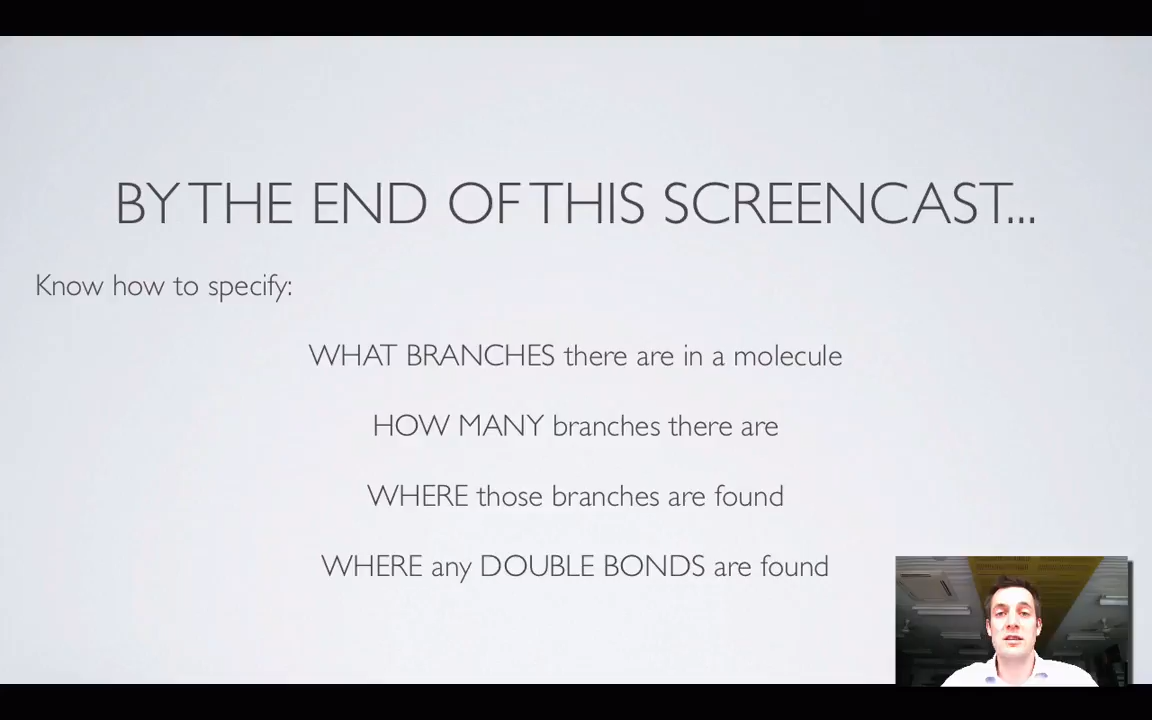 BY THE END OF THIS SCREENCAST...
Know how to specify:
WHAT BRANCHES there are in a molecule
HOW MANY branches there are
WHERE those branches are found
WHERE any DOUBLE BONDS are found